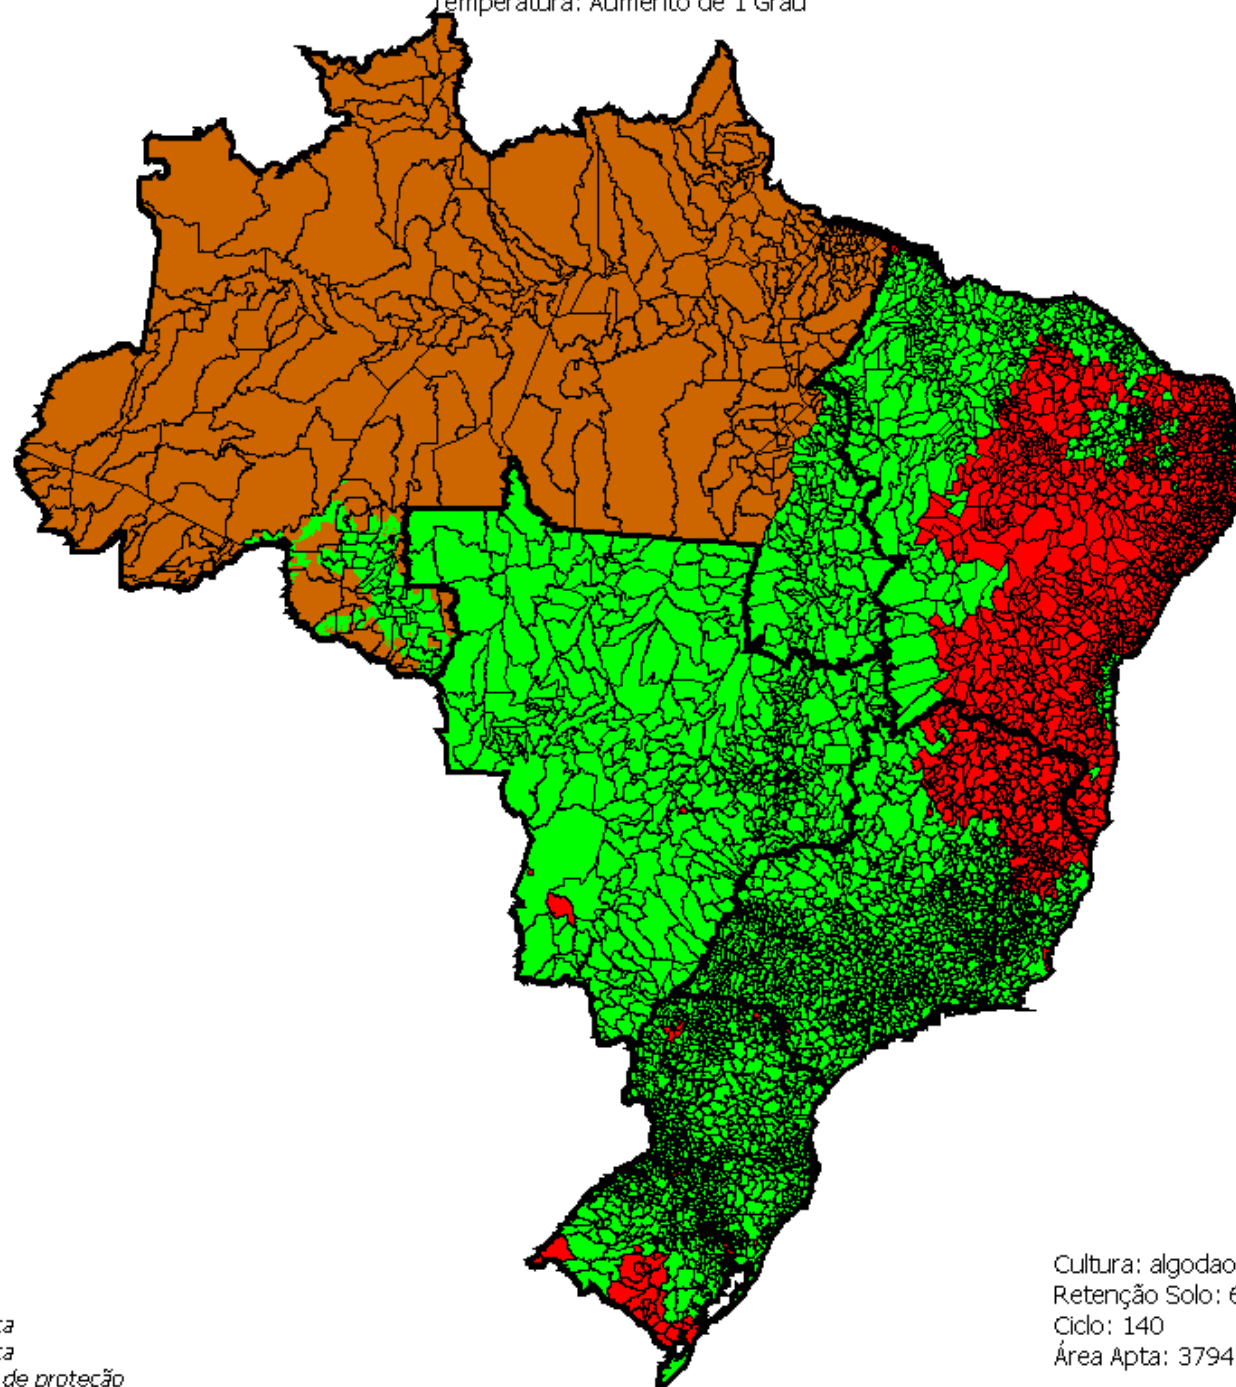 Temperatura: Aumento de 1 Grau
Cultura: algodao
Retenção Solo:
Ciclo: 140
Área Apta: 3794
de proteção